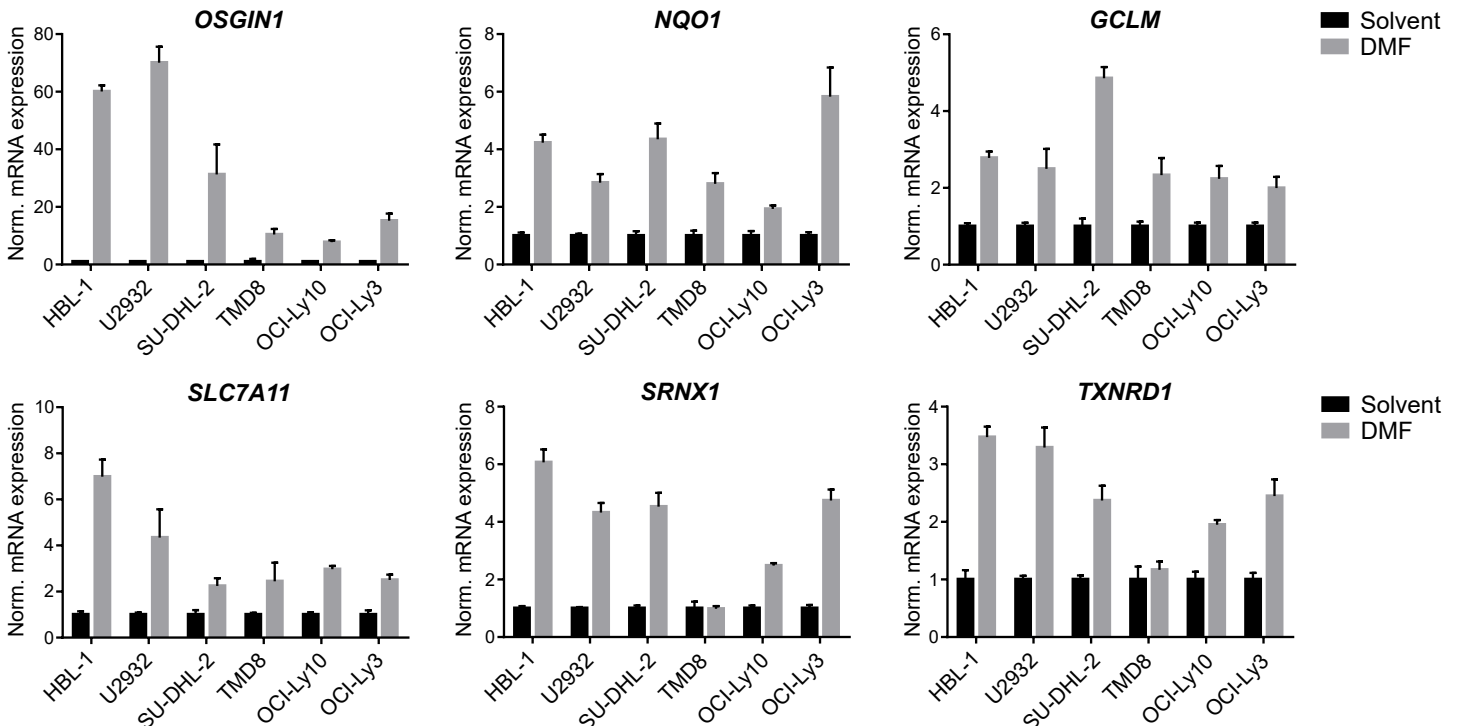 OSGIN1
Norm. mRNA expression
80
60
40
20
0
HBL-1
U2932
SU-DHL-2
TMD8
OCI-Ly10
OCI-Ly3
NQO1
Norm. mRNA expression
8
6
4
2
0
HBL-1
U2932
SU-DHL-2
TMD8
OCI-Ly10
OCI-Ly3
GCLM
Norm. mRNA expression
6
4
2
0
HBL-1
U2932
SU-DHL-2
TMD8
OCI-Ly10
OCI-Ly3
Solvent
DMF
SLC7A11
Norm. mRNA expression
10
8
6
4
2
0
HBL-1
U2932
SU-DHL-2
TMD8
OCI-Ly10
OCI-Ly3
SRNX1
Norm. mRNA expression
8
6
4
2
0
HBL-1
U2932
SU-DHL-2
TMD8
OCI-Ly10
OCI-Ly3
TXNRD1
Norm. mRNA expression
4
3
2
1
0
HBL-1
U2932
SU-DHL-2
TMD8
OCI-Ly10
OCI-Ly3
Solvent
DMF